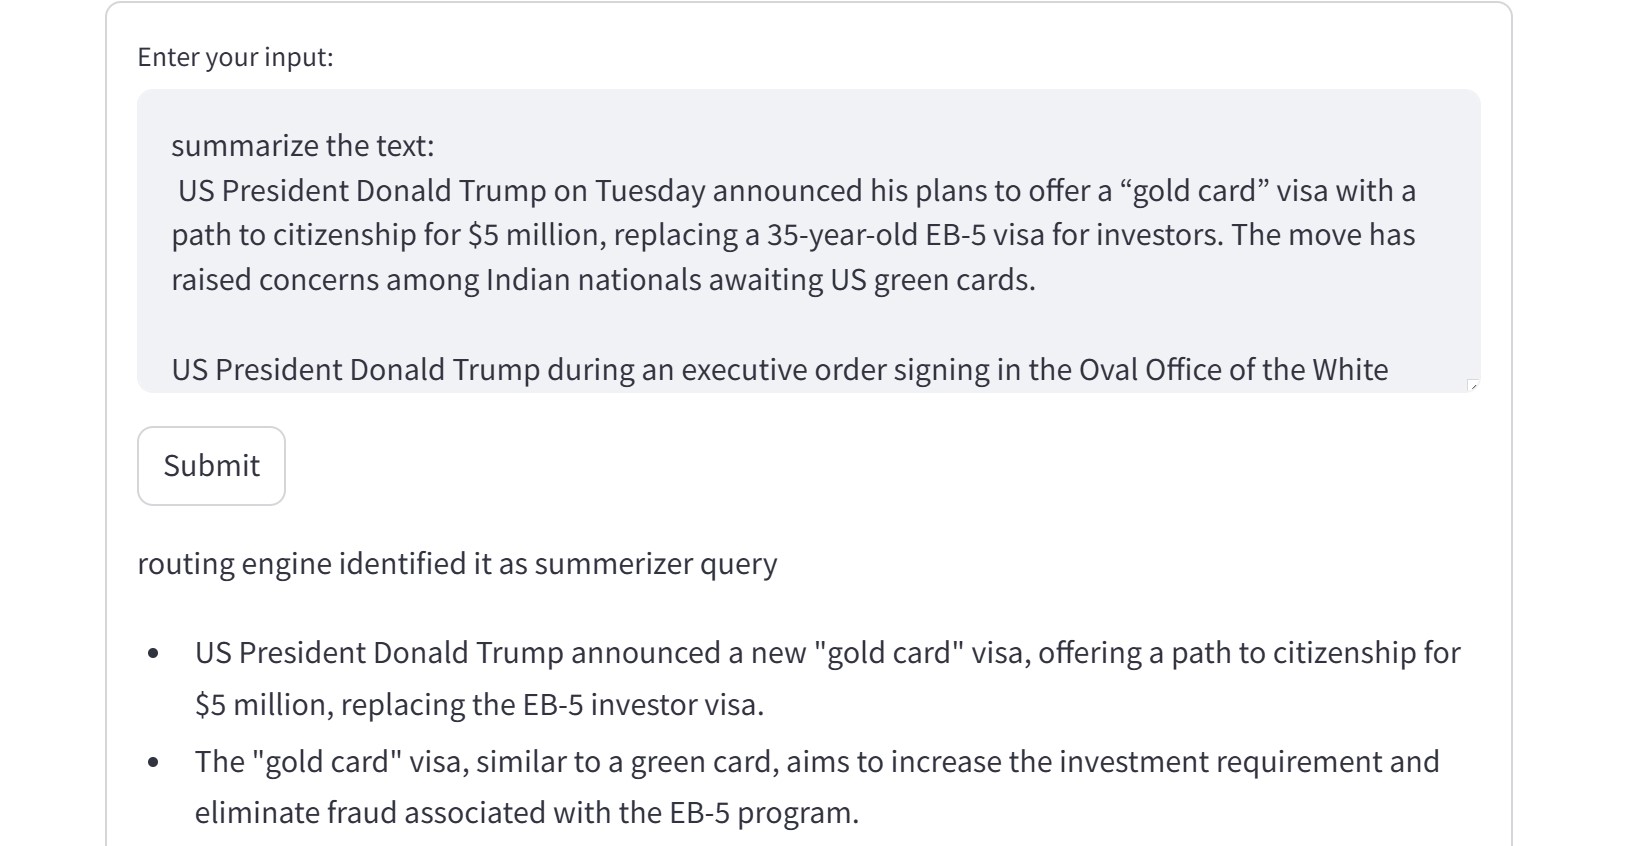 Enter your input:
summarize the text:
US President Donald Trump on Tuesday announced his plans to offer a “gold card” visa with a
path to citizenship for $5 million, replacing a 35-year-old EB-5 visa for investors. The move has
raised concerns among Indian nationals awaiting US green cards.
US President Donald Trump during an executive order signing in the Oval Office of the White
Submit
routing engine identified it as summerizer query
• US President Donald Trump announced a new "gold card" visa, offering a path to citizenship for
$5 million, replacing the EB-5 investor visa.
• The "gold card" visa, similar to a green card, aims to increase the investment requirement and
eliminate fraud associated with the EB-5 program.